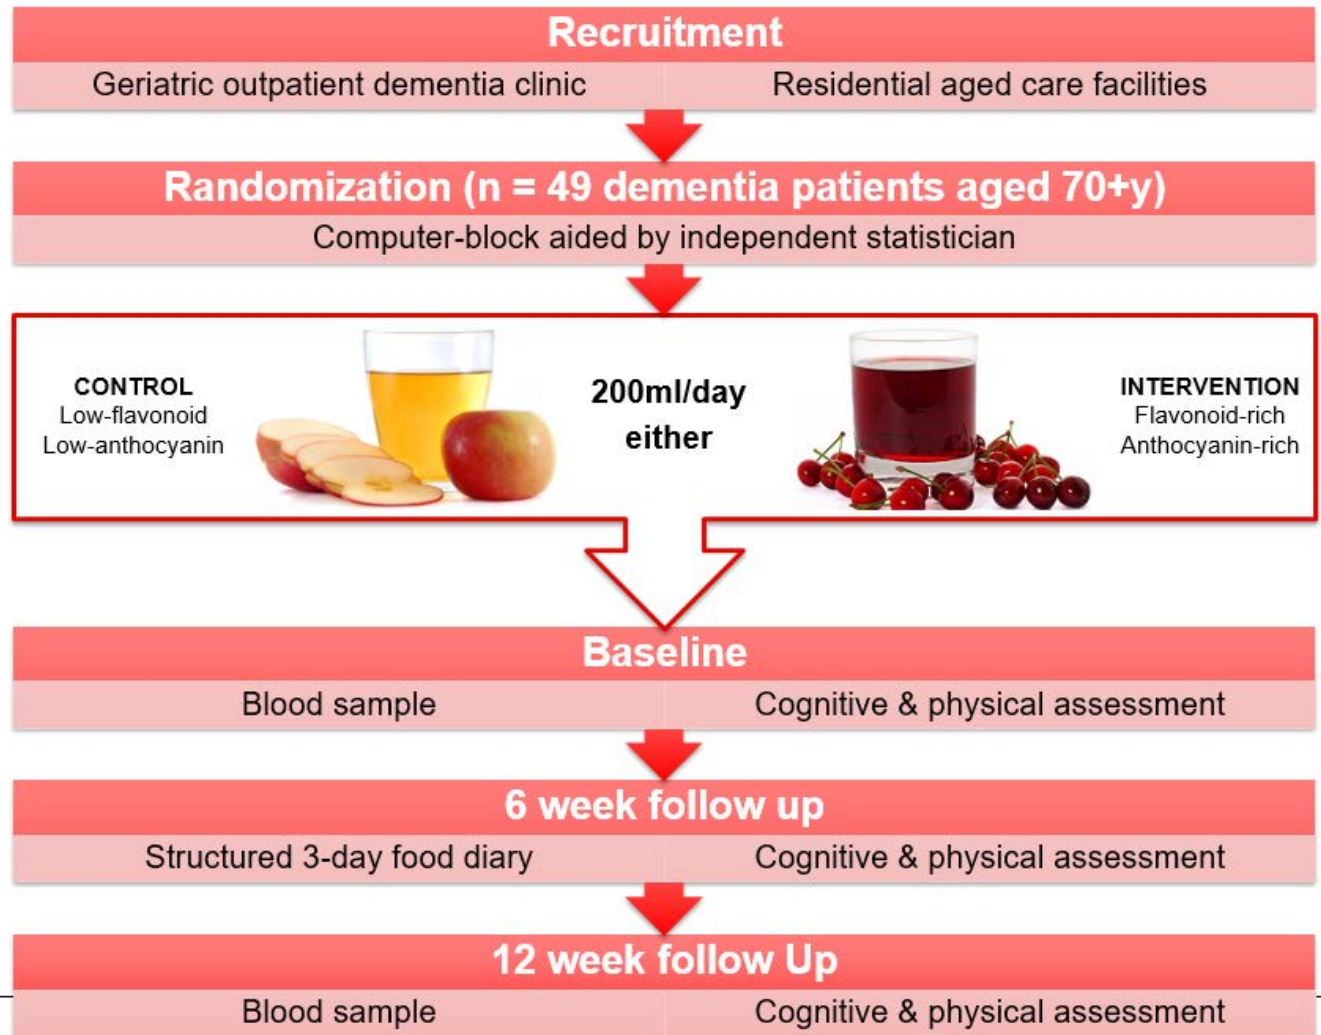 Recruitment
Geriatric outpatient dementia clinic
Residential aged care facilities
Randomization (n = 49 dementia patients aged 70+y)
Computer-block aided by independent statistician
CONTROL
Low-flavonoid
Low-anthocyanin
200ml/day
either
INTERVENTION
Flavonoid-rich
Anthocyanin-rich
Baseline
Blood sample
Cognitive & physical assessment
6 week follow up
Structured 3-day food diary
Cognitive & physical assessment
12 week follow Up
Blood sample
Cognitive & physical assessment